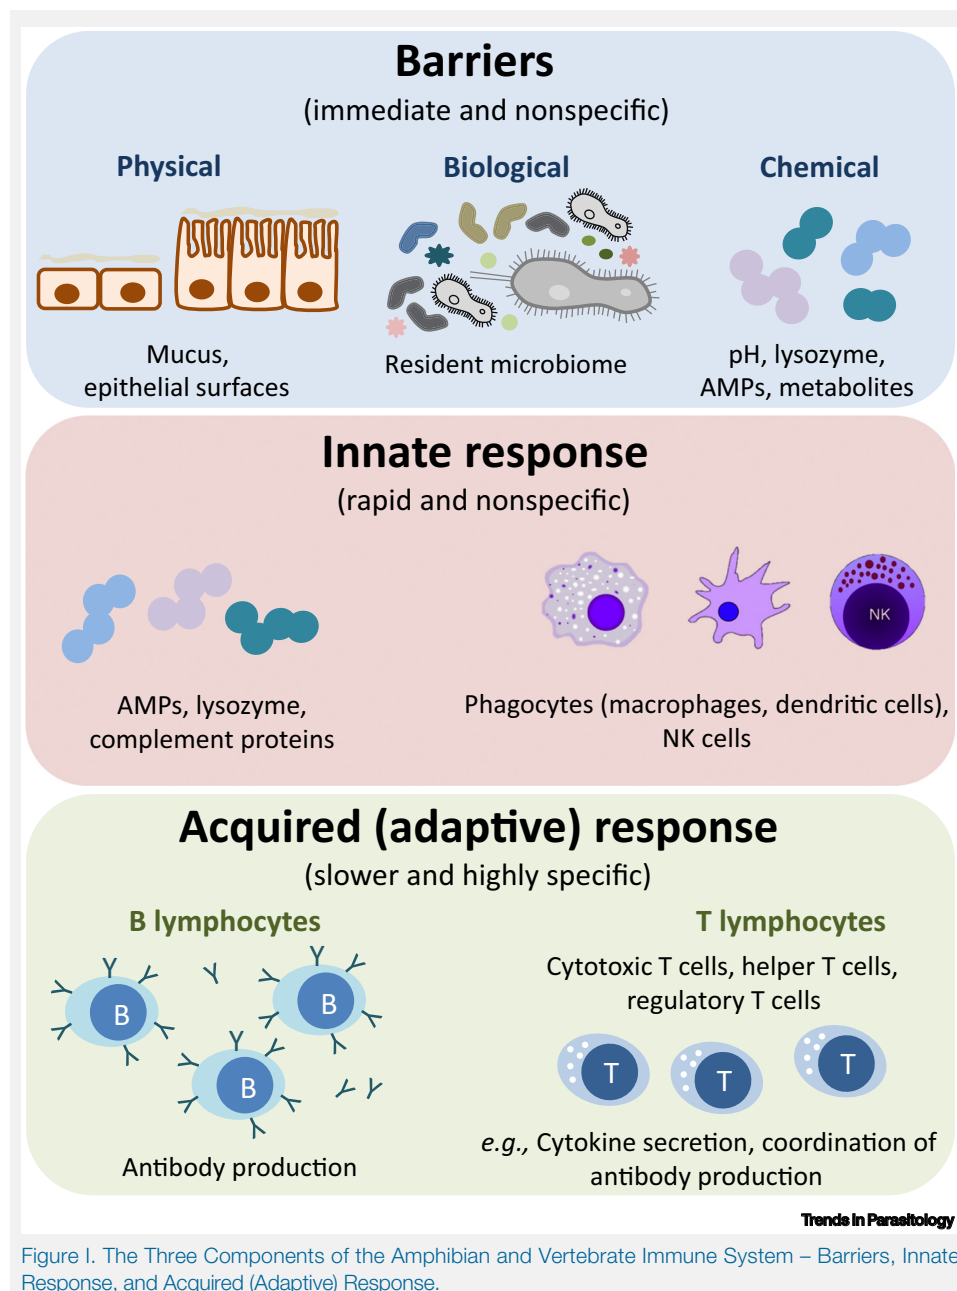 Barriers
(immediate and nonspecific)
Physical
Biological
Chemical
Mucus,
epithelial surfaces
Resident microbiome
pH, lysozyme,
AMPs, metabolites
Innate response
(rapid and nonspecific)
NK
AMPs, lysozyme,
complement proteins
Phagocytes (macrophages, dendritic cells),
NK cells
Acquired (adaptive) response
(slower and highly specific)
B lymphocytes
B
B
B
Antibody production
T lymphocytes
Cytotoxic T cells, helper T cells,
regulatory T cells
T
T
T
e.g., Cytokine secretion, coordination of
antibody production
Trends in Parasitology
Figure I. The Three Components of the Amphibian and Vertebrate Immune System – Barriers, Innate
Response, and Acquired (Adaptive) Response.